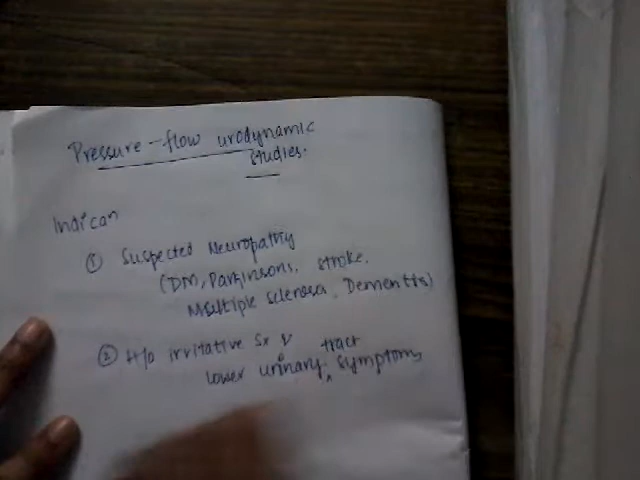 Pressure - flow urodynamic
studies.
Indican
① Suspected Neuropathy
(DM, Parkinsons, stroke.
Multiple sclerosis, Dementis)
② H/o irritative Sx &
lower urinary tract symptoms